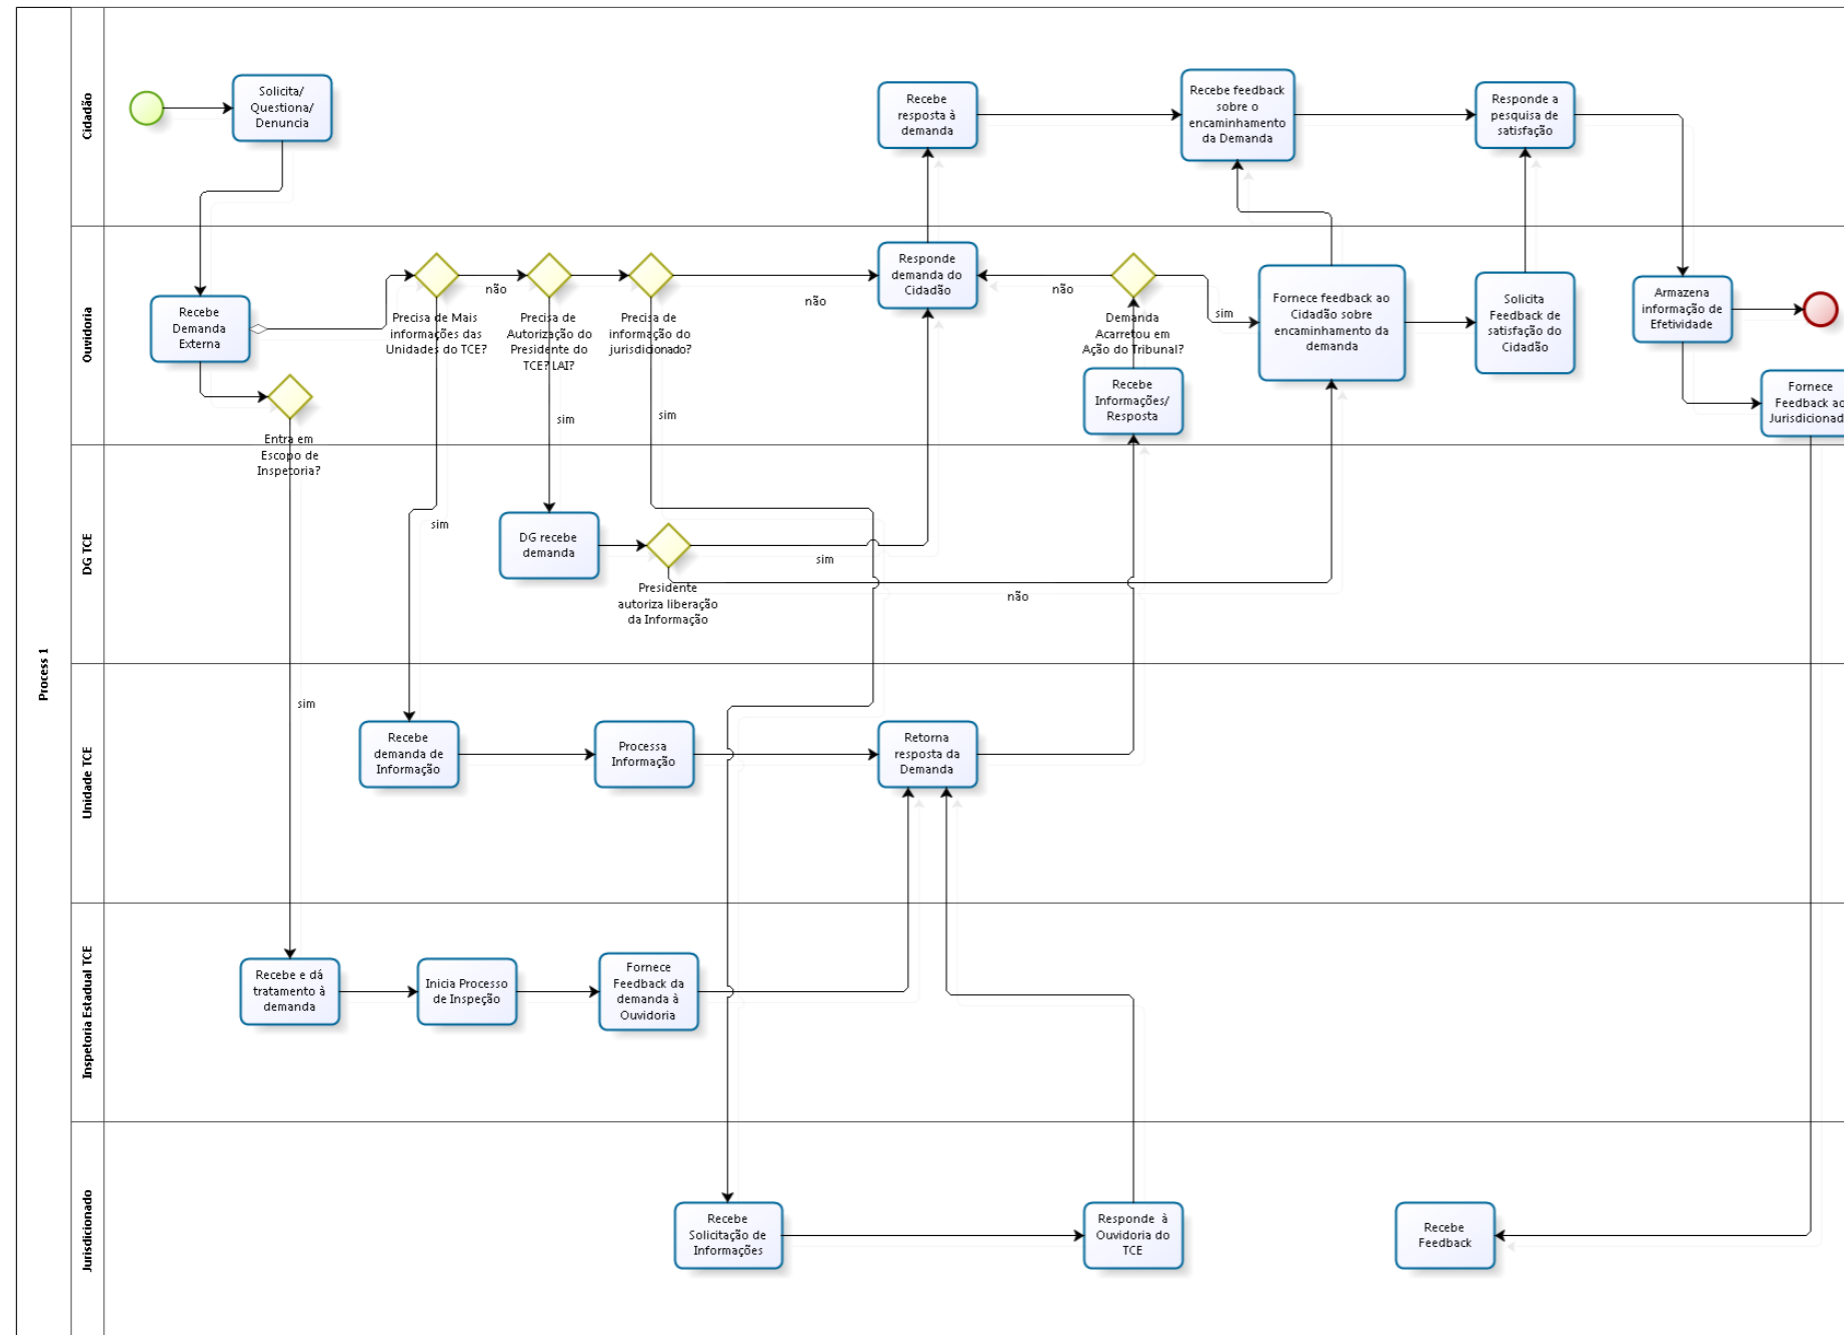 Process 1
Cidadão
Solicita/
Questiona/
Denuncia
Recebe
resposta à
demanda
Recebe feedback
sobre o
encaminhamento
da Demanda
Responde a
pesquisa de
satisfação
Ouvidoria
Recebe
Demanda
Externa
Entra em
Escopo de
Inspetoria?
sim
Precisa de Mais
informações das
Unidades do TCE?
não
sim
Precisa de
Autorização do
Presidente do
TCE? LAI?
sim
Precisa de
informação do
jurisdicionado?
sim
não
Responde
demanda do
Cidadão
não
Demanda
Acarretou em
Ação do Tribunal?
sim
Recebe
Informações/
Resposta
Fornece feedback ao
Cidadão sobre
encaminhamento da
demanda
Solicita
Feedback de
satisfação do
Cidadão
Armazena
informação de
Efetividade
Fornece
Feedback ao
Jurisdicionad
DG TCE
DG recebe
demanda
Presidente
autoriza liberação
da Informação
sim
não
Unidade TCE
Recebe
demanda de
Informação
Processa
Informação
Retorna
resposta da
Demanda
Inspetoria Estadual TCE
Recebe e dá
tratamento à
demanda
Inicia Processo
de Inspeção
Fornece
Feedback da
demanda à
Ouvidoria
Jurisdicionado
Recebe
Solicitação de
Informações
Responde à
Ouvidoria do
TCE
Recebe
Feedback